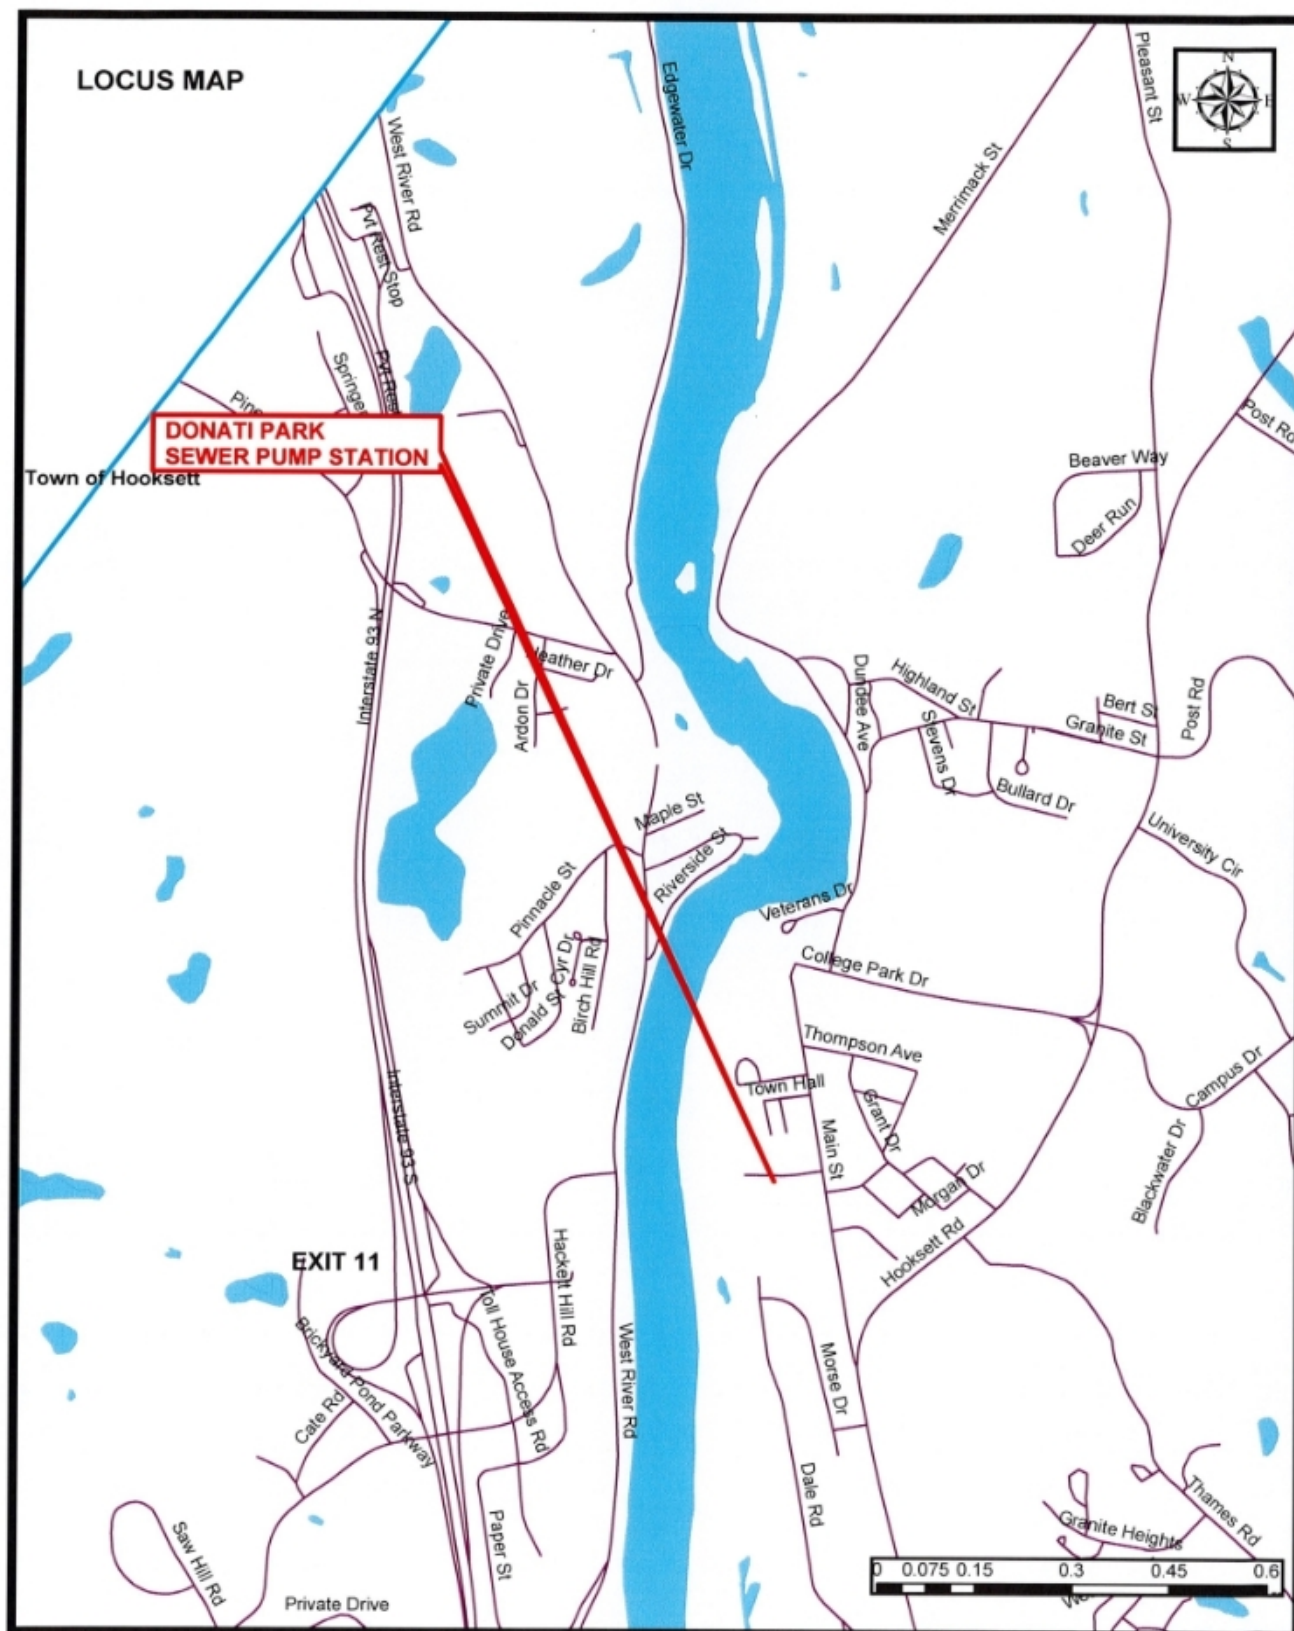 LOCUS MAP
N
W
E
S
Pleasant St
Edgewater Dr
West River Rd
Merrimack St
Pvt Rest Stop
Springer
Pvt Rest
Post Rd
DONATI PARK
SEWER PUMP STATION
Town of Hooksett
Beaver Way
Deer Run
Interstate 93 N
Private Drive
Heather Dr
Ardon Dr
Dundee Ave
Highland St
Stevens Dr
Bert St
Granite St
Post Rd
Bullard Dr
Maple St
University Cir
Riverside St
Pinnacle St
Veterans Dr
College Park Dr
Cyr Dr
Birch Hill Rd
Summit Dr
Donald St
Thompson Ave
Town Hall
Grant Dr
Campus Dr
Interstate 93 S
Main St
Blackwater Dr
Morgan Dr
Hooksett Rd
EXIT 11
Hackett Hill Rd
Toll House Access Rd
Brickyard Pond Parkway
West River Rd
Morse Dr
Cate Rd
Dale Rd
Paper St
Thames Rd
Granite Heights
Saw Hill Rd
Private Drive
0 0.075 0.15 0.3 0.45 0.6